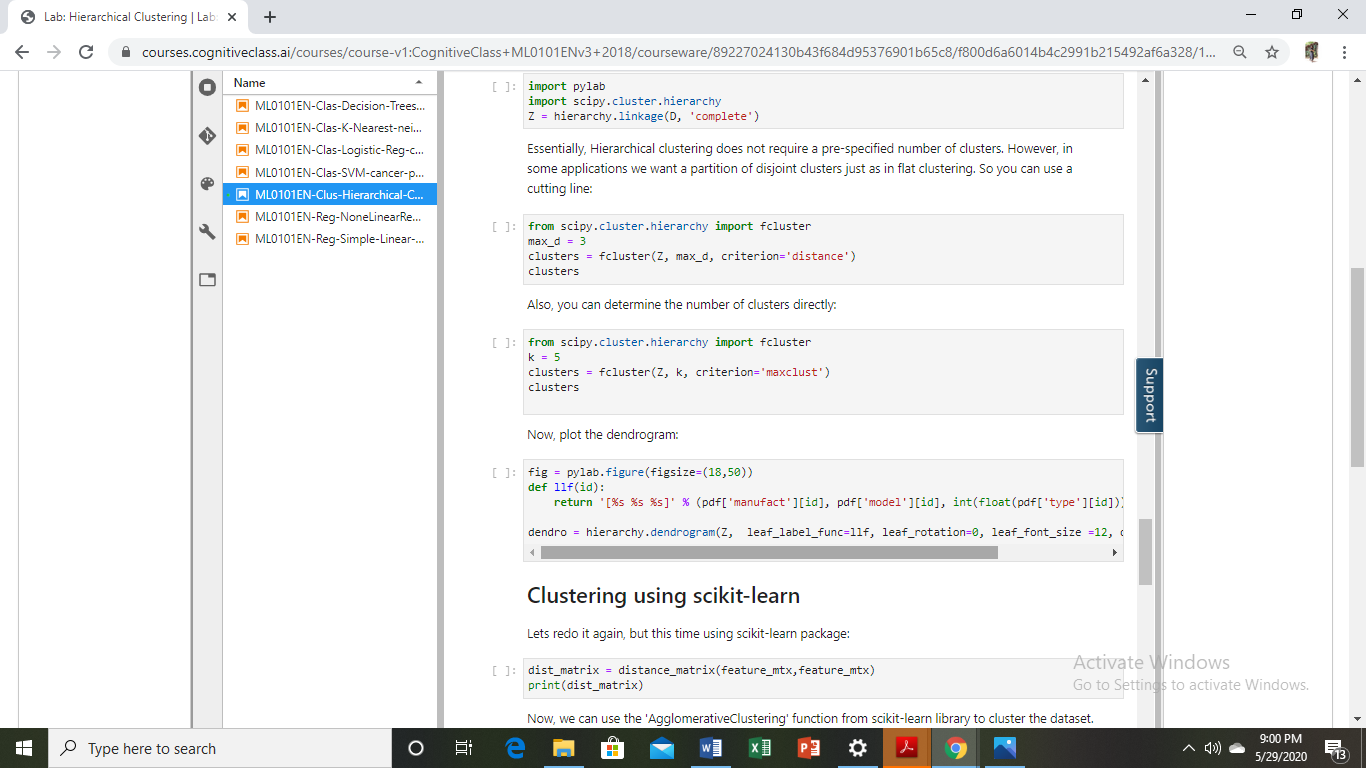 Lab: Hierarchical Clustering | Lab:
courses.cognitiveclass.ai/courses/course-v1:CognitiveClass+ML0101ENv3+2018/courseware/89227024130b43f684d95376901b65c8/f800d6a6014b4c2991b215492af6a328/1...
Name
ML0101EN-Clas-Decision-Trees...
ML0101EN-Clas-K-Nearest-nei...
ML0101EN-Clas-Logistic-Reg-c...
ML0101EN-Clas-SVM-cancer-p...
ML0101EN-Clus-Hierarchical-C...
ML0101EN-Reg-NoneLinearRe...
ML0101EN-Reg-Simple-Linear-...
[ ]: import pylab
import scipy.cluster.hierarchy
Z = hierarchy.linkage(D, 'complete')
Essentially, Hierarchical clustering does not require a pre-specified number of clusters. However, in
some applications we want a partition of disjoint clusters just as in flat clustering. So you can use a
cutting line:
[ ]: from scipy.cluster.hierarchy import fcluster
max_d = 3
clusters = fcluster(Z, max_d, criterion='distance')
clusters
Also, you can determine the number of clusters directly:
[ ]: from scipy.cluster.hierarchy import fcluster
k = 5
clusters = fcluster(Z, k, criterion='maxclust')
clusters
Now, plot the dendrogram:
[ ]: fig = pylab.figure(figsize=(18,50))
def llf(id):
    return '[%s %s %s]' % (pdf['manufact'][id], pdf['model'][id], int(float(pdf['type'][id]))
dendro = hierarchy.dendrogram(Z,  leaf_label_func=llf, leaf_rotation=0, leaf_font_size =12,
Clustering using scikit-learn
Lets redo it again, but this time using scikit-learn package:
[ ]: dist_matrix = distance_matrix(feature_mtx,feature_mtx)
print(dist_matrix)
Now, we can use the 'AgglomerativeClustering' function from scikit-learn library to cluster the dataset.
Support
Activate Windows
Go to Settings to activate Windows.
Type here to search
9:00 PM
5/29/2020
13